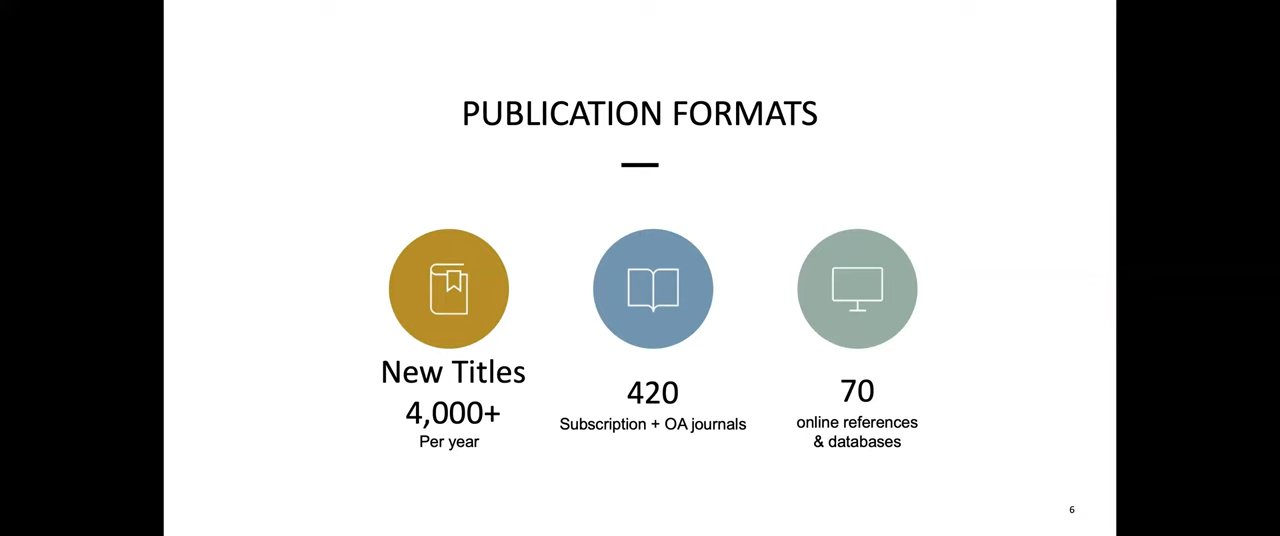 PUBLICATION FORMATS
New Titles
4,000+
Per year
420
Subscription + OA journals
70
online references
& databases
6